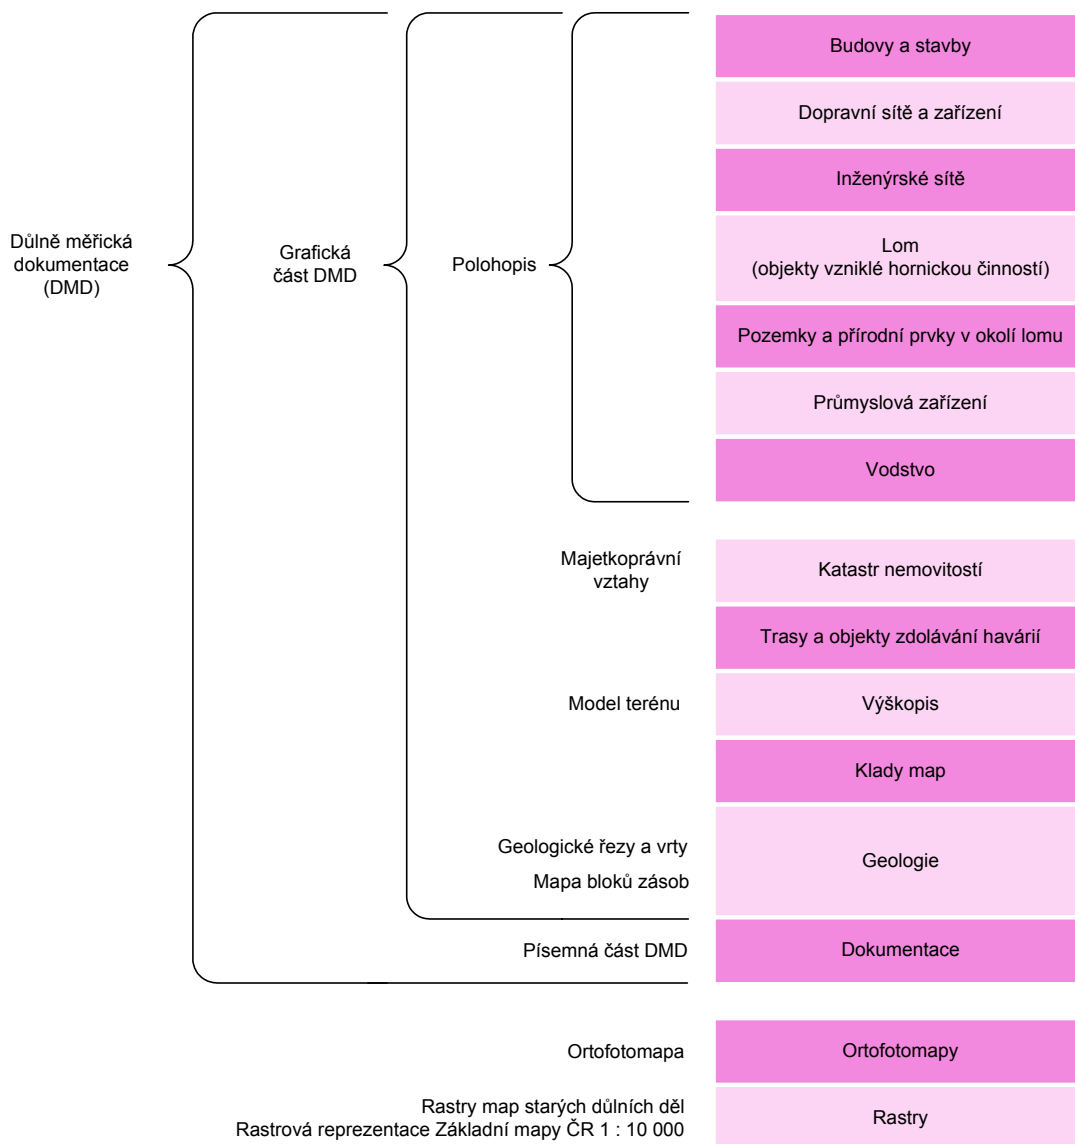 Důlně měřická
dokumentace
(DMD)
Grafická
část DMD
Polohopis
Budovy a stavby
Dopravní sítě a zařízení
Inženýrské sítě
Lom
(objekty vzniklé hornickou činností)
Pozemky a přírodní prvky v okolí lomu
Průmyslová zařízení
Vodstvo
Majetkoprávní
vztahy
Katastr nemovitostí
Trasy a objekty zdolávání havárií
Model terénu
Výškopis
Klady map
Geologické řezy a vrty
Mapa bloků zásob
Geologie
Písemná část DMD
Dokumentace
Ortofotomapa
Ortofotomapy
Rastry map starých důlních děl
Rastrová reprezentace Základní mapy ČR 1 : 10 000
Rastry